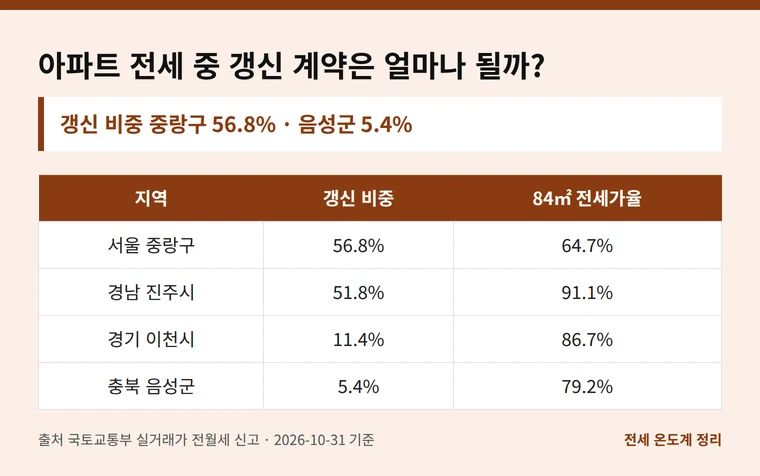 아파트 전세 중 갱신 계약은 얼마나 될까?
갱신 비중 중랑구 56.8% · 음성군 5.4%
지역 갱신 비중 84㎡ 전세가율
서울 중랑구 56.8% 64.7%
경남 진주시 51.8% 91.1%
경기 이천시 11.4% 86.7%
충북 음성군 5.4% 79.2%
출처 국토교통부 실거래가 전월세 신고 · 2026-10-31 기준
전세 온도계 정리